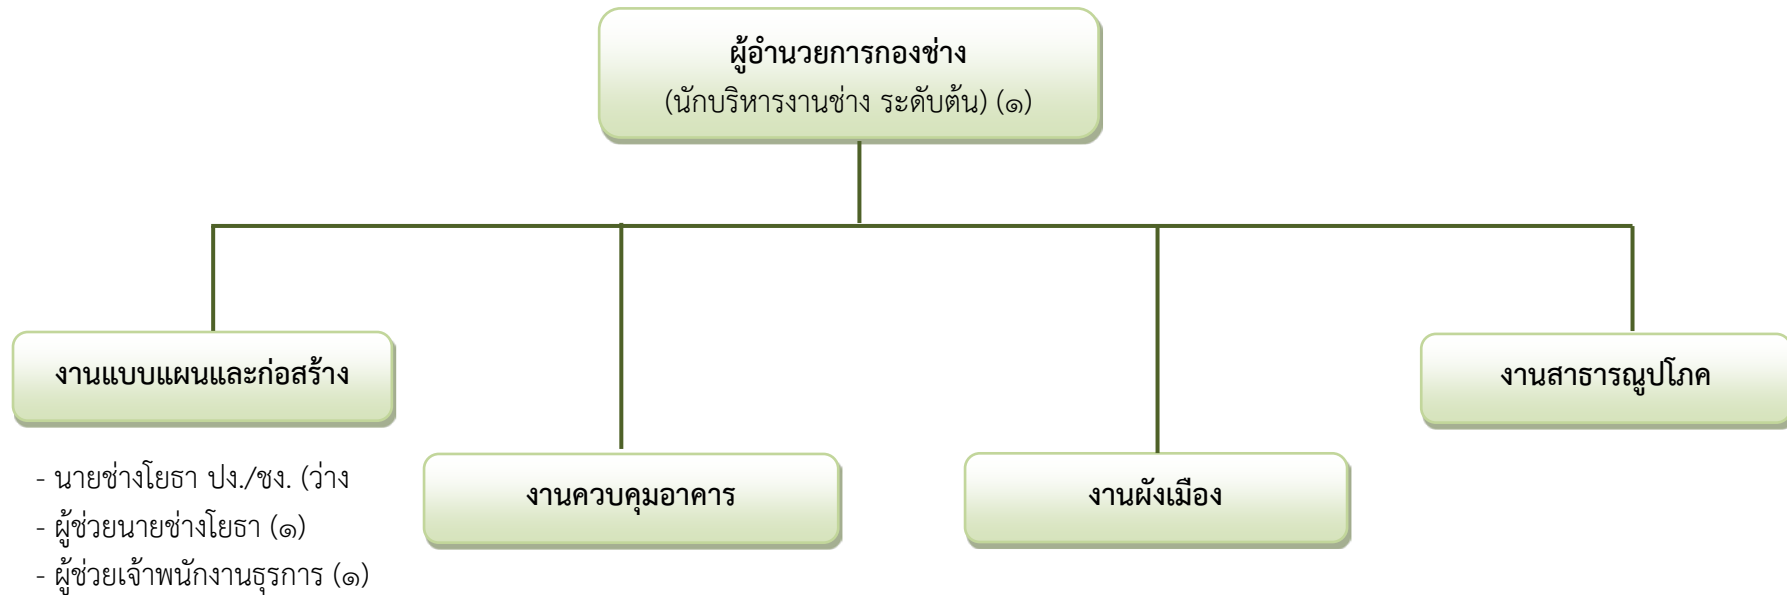 ผู้อำนวยการกองช่าง
(นักบริหารงานช่าง ระดับต้น) (๑)
งานแบบแผนและก่อสร้าง
งานสาธารณูปโภค
- นายช่างโยธา ปง./ชง. (ว่าง
- ผู้ช่วยนายช่างโยธา (๑)
- ผู้ช่วยเจ้าพนักงานธุรการ (๑)
งานควบคุมอาคาร
งานผังเมือง